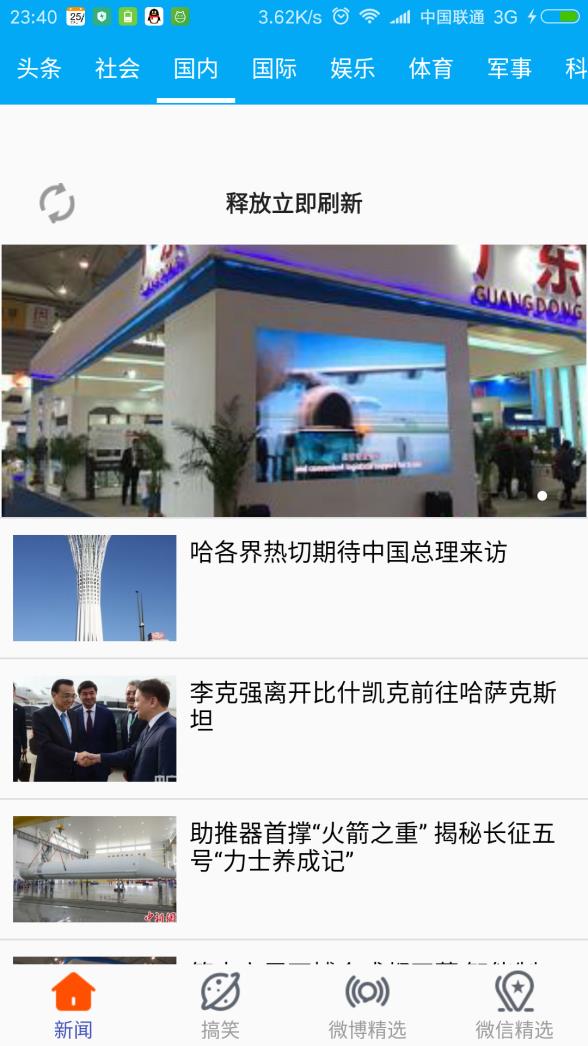 23:40 25 3.62K/s 中国联通 3G
头条 社会 国内 国际 娱乐 体育 军事 科
释放立即刷新
广东
GUANGDONG
广东
哈各界热切期待中国总理来访
李克强离开比什凯克前往哈萨克斯
坦
助推器首撑“火箭之重” 揭秘长征五
号“力士养成记”
新闻 搞笑 微博精选 微信精选